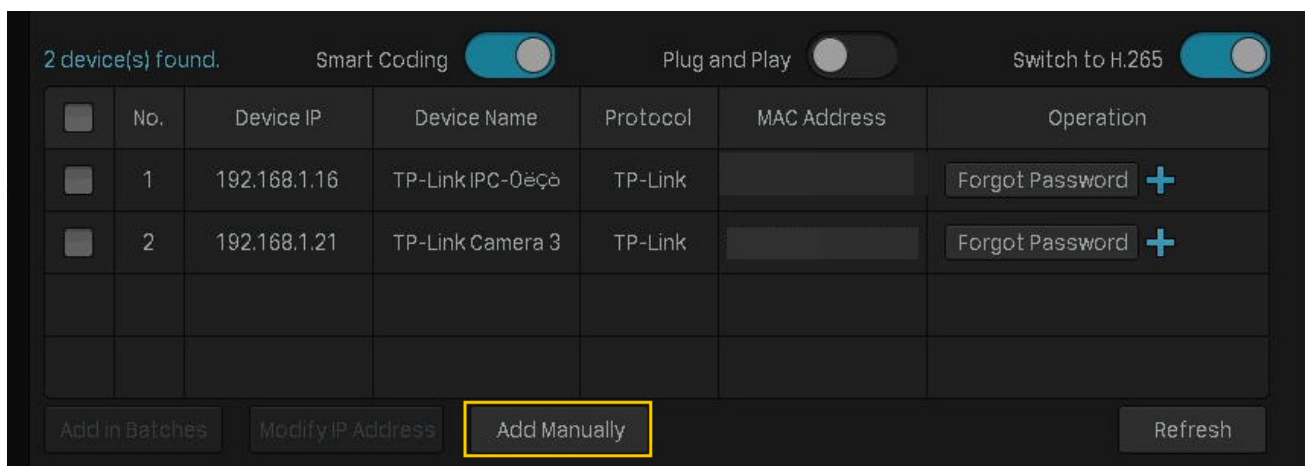 2 device(s) found. Smart Coding Plug and Play Switch to H.265
No. Device IP Device Name Protocol MAC Address Operation
1 192.168.1.16 TP-Link IPC-0ëçò TP-Link Forgot Password
2 192.168.1.21 TP-Link Camera 3 TP-Link Forgot Password
Add in Batches Modify IP Address Add Manually Refresh